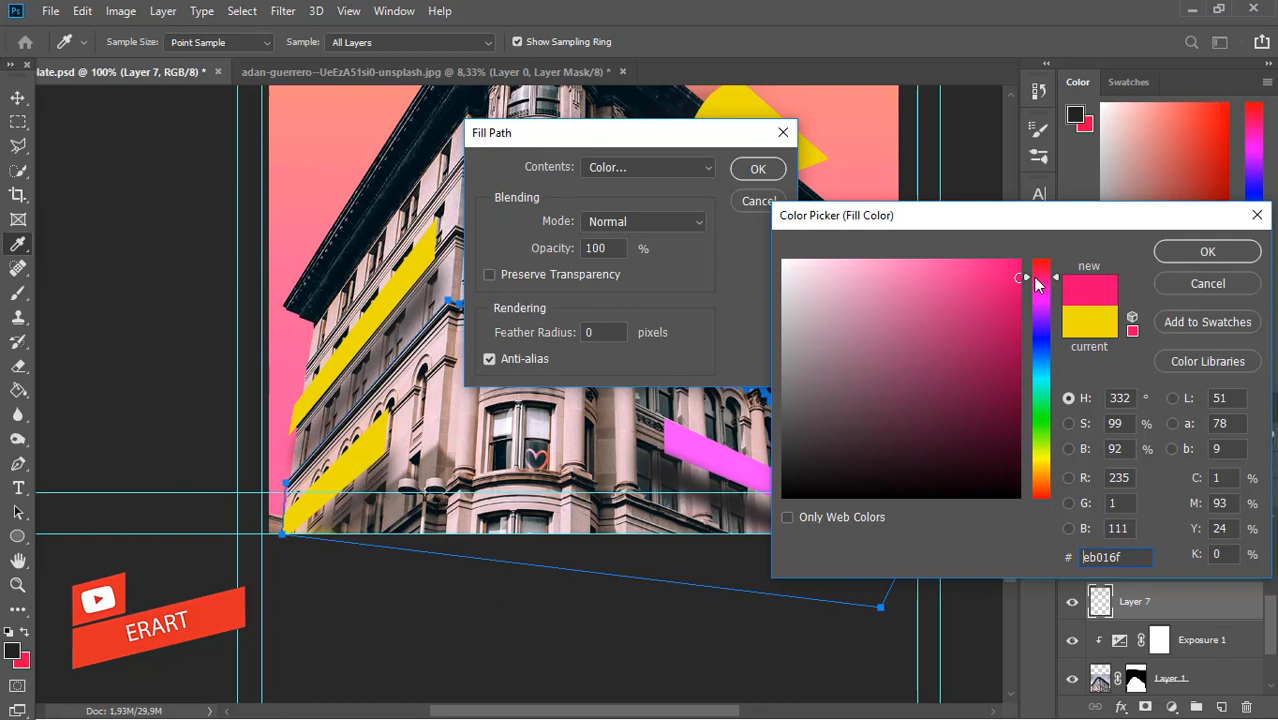 Ps File Edit Image Layer Type Select Filter 3D View Window Help
Sample Size: Point Sample Sample: All Layers Show Sampling Ring
late.psd @ 100% (Layer 7, RGB/8) * × adan-guerrero--UeEzA51si0-unsplash.jpg @ 8,33% (Layer 0, Layer Mask/8) * ×
Color Swatches
Fill Path
Contents: Color... OK
Blending
Cancel
Mode: Normal
Opacity: 100 %
Preserve Transparency
Rendering
Feather Radius: 0 pixels
Anti-alias
Color Picker (Fill Color)
new
current
OK
Cancel
Add to Swatches
Color Libraries
H: 332 ° L: 51
S: 99 % a: 78
B: 92 % b: 9
R: 235 C: 1 %
G: 1 M: 93 %
B: 111 Y: 24 %
# eb016f K: 0 %
Only Web Colors
ERART
Layer 7
Exposure 1
Layer 1
Doc: 1,93M/29,9M